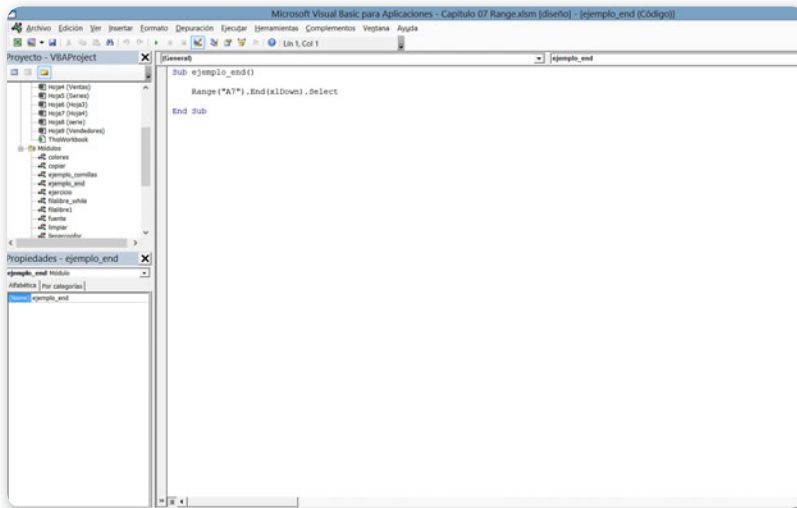 Microsoft Visual Basic para Aplicaciones - Capitulo 07 Range.xlsm [diseño] - [ejemplo_end (Código)]
Archivo Edición Ver Insertar Formato Depuración Ejecutar Herramientas Complementos Ventana Ayuda
Lín 1, Col 1
Proyecto - VBAProject
(General)
ejemplo_end
Hoja4 (Ventas)
Hoja5 (Series)
Hoja6 (Hoja3)
Hoja7 (Hoja4)
Hoja8 (serie)
Hoja9 (Vendedores)
ThisWorkbook
Módulos
colores
copiar
ejemplo_comillas
ejemplo_end
ejercicio
filalibre_while
filalibre1
fuente
limpiar
Sub ejemplo_end()
Range("A7").End(xlDown).Select
End Sub
Propiedades - ejemplo_end
ejemplo_end Módulo
Alfabética Por categorías
(Name) ejemplo_end